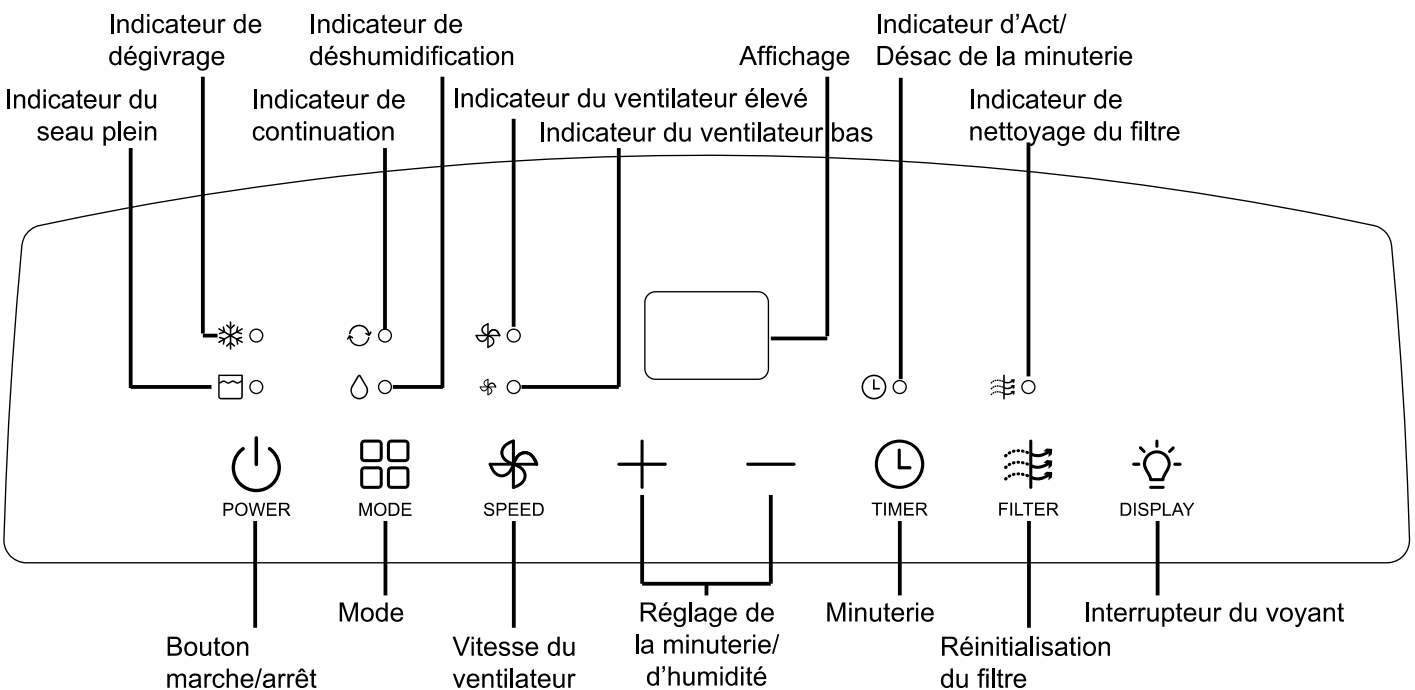 Indicateur de
dégivrage
Indicateur de
déshumidification
Affichage
Indicateur d'Act/
Désac de la minuterie
Indicateur du
seau plein
Indicateur de
continuation
Indicateur du ventilateur élevé
Indicateur du ventilateur bas
Indicateur de
nettoyage du filtre
POWER
MODE
SPEED
TIMER
FILTER
DISPLAY
Bouton
marche/arrêt
Mode
Vitesse du
ventilateur
Réglage de
la minuterie/
d'humidité
Minuterie
Réinitialisation
du filtre
Interrupteur du voyant